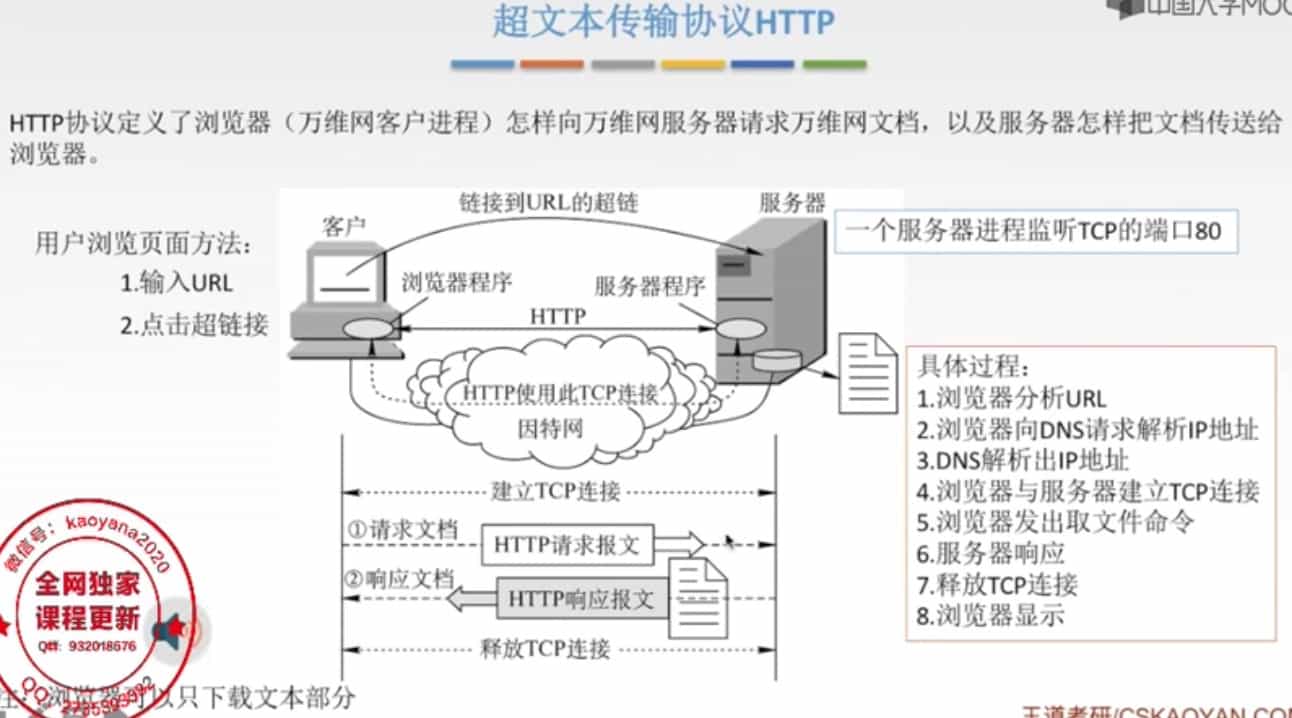 超文本传输协议HTTP
中国大学MOO
HTTP协议定义了浏览器（万维网客户进程）怎样向万维网服务器请求万维网文档，以及服务器怎样把文档传送给
浏览器。
用户浏览页面方法：
1.输入URL
2.点击超链接
链接到URL的超链
客户
服务器
浏览器程序
服务器程序
HTTP
HTTP使用此TCP连接
因特网
一个服务器进程监听TCP的端口80
建立TCP连接
①请求文档
HTTP请求报文
②响应文档
HTTP响应报文
释放TCP连接
具体过程：
1.浏览器分析URL
2.浏览器向DNS请求解析IP地址
3.DNS解析出IP地址
4.浏览器与服务器建立TCP连接
5.浏览器发出取文件命令
6.服务器响应
7.释放TCP连接
8.浏览器显示
微信号：kaoyana2020
全网独家
课程更新
Q群：932018676
注：浏览器可以只下载文本部分
王道考研/CSKAOYAN.COM